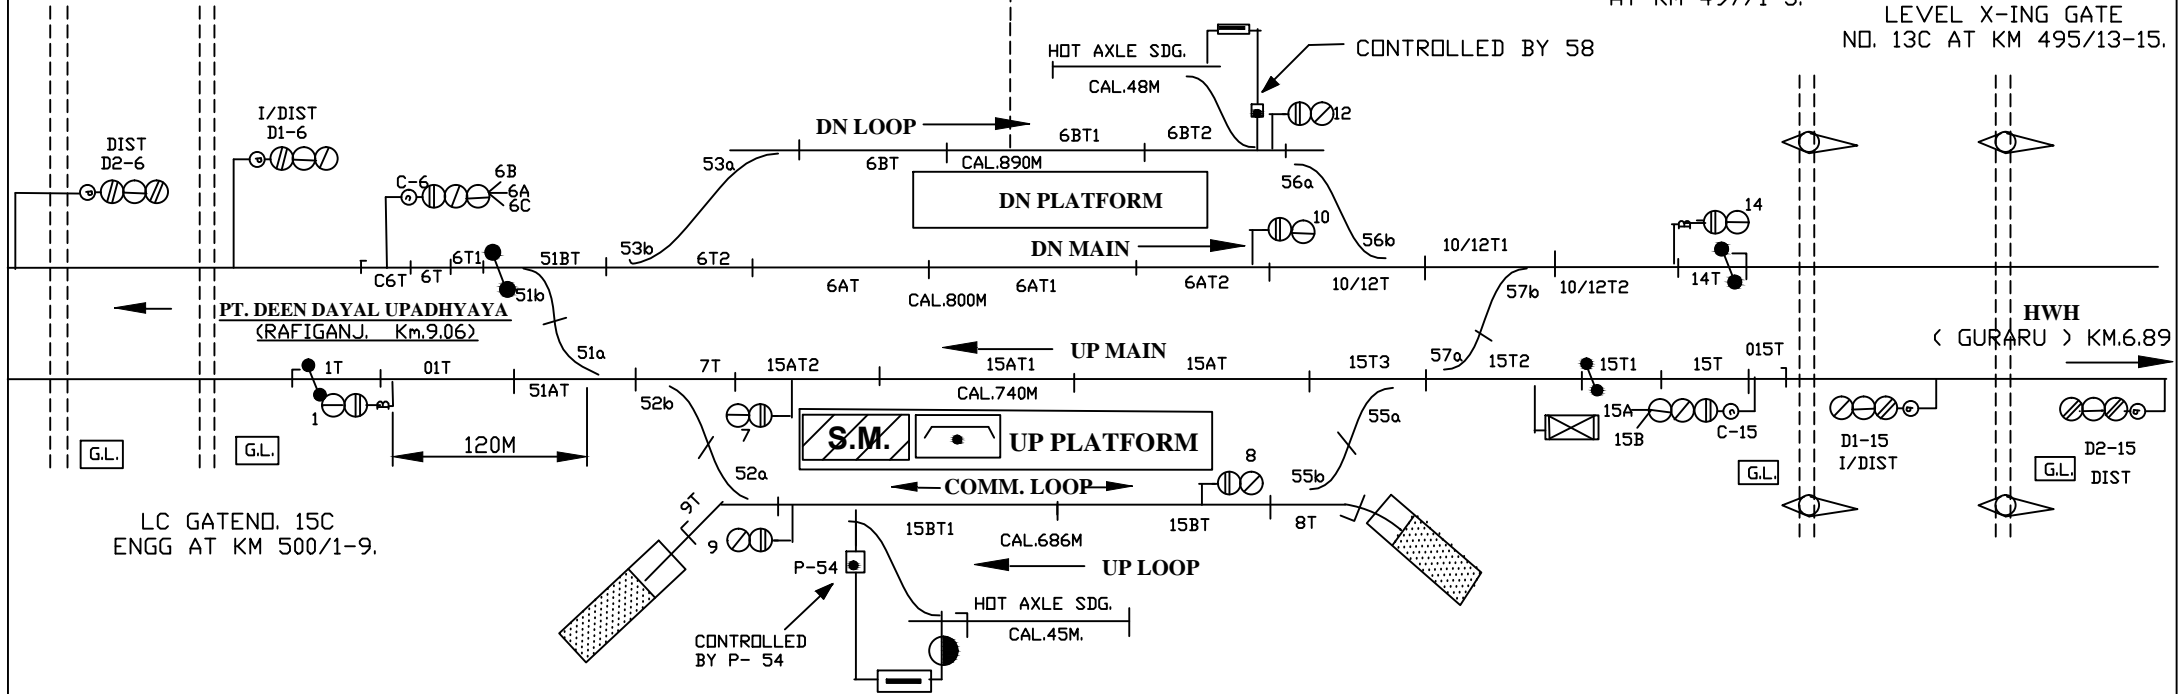 LEVEL X-ING GATE
NO. 13C AT KM 495/13-15.
HOT AXLE SDG.
CONTROLLED BY 58
CAL.48M
I/DIST
D1-6
DIST
D2-6
DN LOOP
6BT1
6BT2
12
53a
6BT
CAL.890M
C-6
6B
6A
6C
56a
DN PLATFORM
10
14
B
53b
DN MAIN
56b
10/12T1
6T1
51BT
6T2
C6T
6T
6AT
6AT1
6AT2
10/12T
10/12T2
14T
51b
CAL.800M
57b
PT. DEEN DAYAL UPADHYAYA
HWH
(RAFIGANJ. Km.9.06)
( GURARU ) KM.6.89
UP MAIN
51a
57a
1T
01T
7T
15AT2
15AT1
15AT
15T3
15T2
15T1
15T
015T
51AT
52b
CAL.740M
55a
1
B
7
S.M.
UP PLATFORM
15A
15B
C-15
D1-15
I/DIST
D2-15
DIST
G.L.
G.L.
120M
G.L.
G.L.
52a
8
55b
COMM. LOOP
9T
LC GATENO. 15C
ENGG AT KM 500/1-9.
15BT1
15BT
8T
9
CAL.686M
P-54
UP LOOP
HOT AXLE SDG.
CAL.45M.
CONTROLLED
BY P- 54